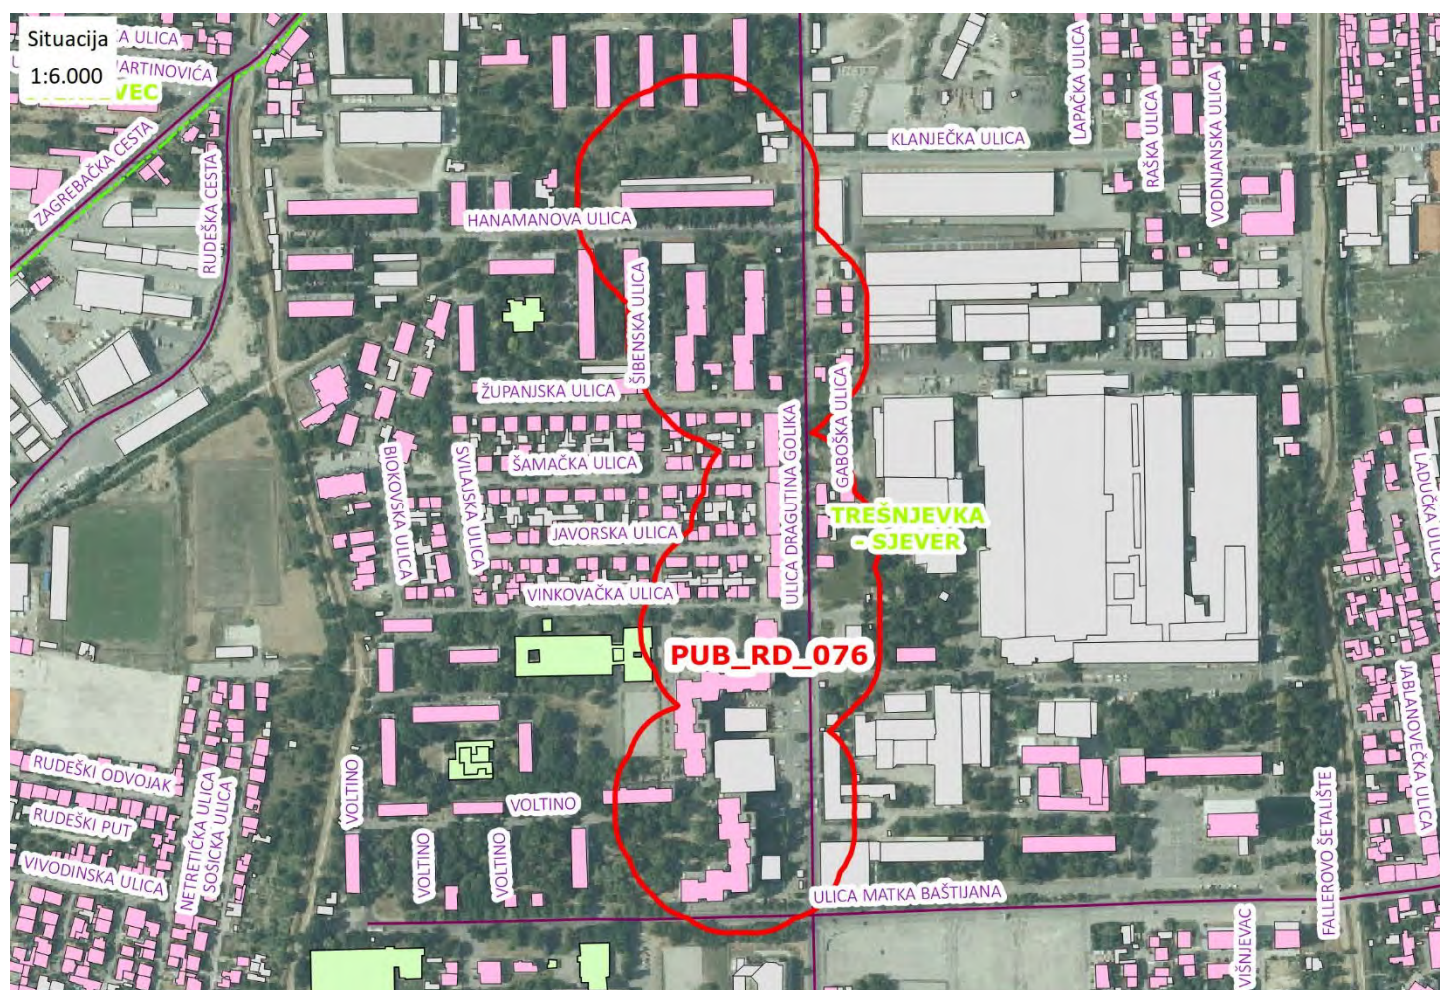 Situacija
1:6.000
A ULICA
MARTINOVIĆA
VEC
ZAGREBAČKA CESTA
RUDEŠKA CESTA
HANAMANOVA ULICA
KLANJEČKA ULICA
LAPAČKA ULICA
RAŠKA ULICA
VODNJANSKA ULICA
ŠIBENSKA ULICA
ŽUPANJSKA ULICA
ULICA DRAGUTINA GOLIKA
GABOŠKA ULICA
BIOKOVSKA ULICA
SVILAJSKA ULICA
ŠAMAČKA ULICA
JAVORSKA ULICA
VINKOVAČKA ULICA
TREŠNJEVKA
- SJEVER
LADUČKA ULICA
PUB_RD_076
JABLANOVEČKA ULICA
RUDEŠKI ODVOJAK
RUDEŠKI PUT
VIVODINSKA ULICA
NETRETIĆKA ULICA
SOŠIČKA ULICA
VOLTINO
VOLTINO
VOLTINO
VOLTINO
ULICA MATKA BAŠTIJANA
FALLEROVO ŠETALIŠTE
VIŠNJEVAC